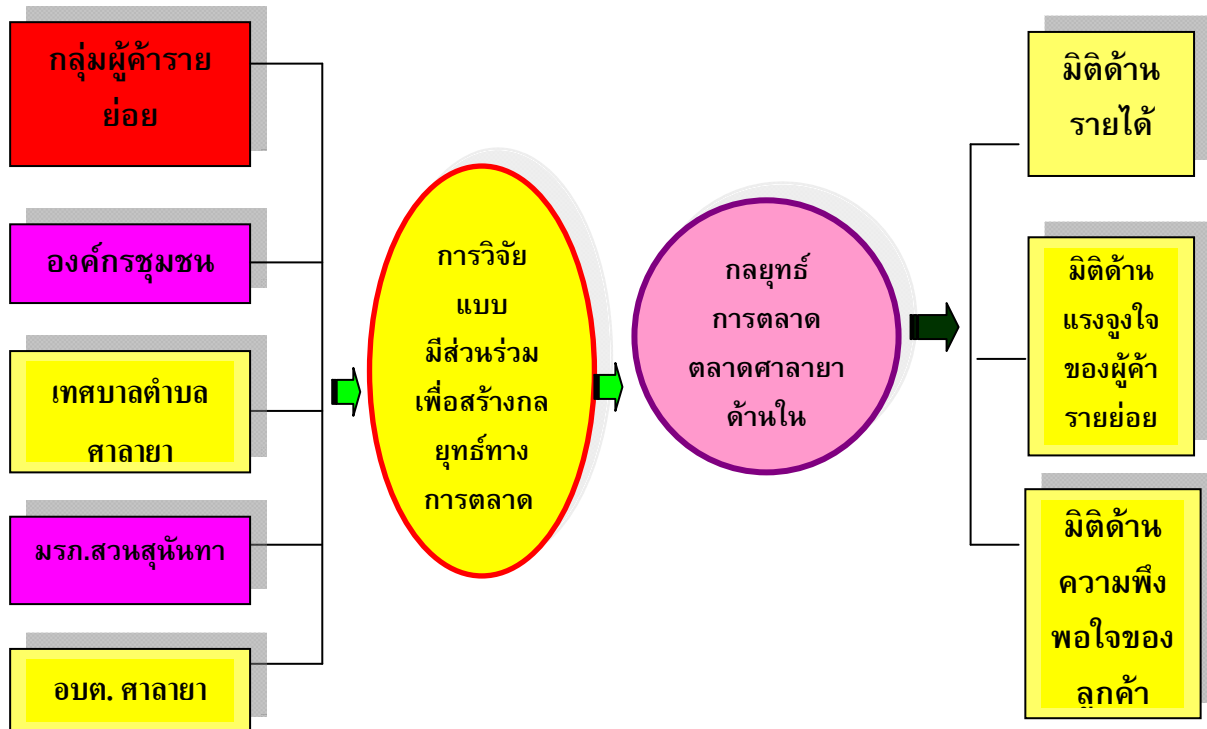 กลุ่มผู้ค้าราย
ย่อย
องค์กรชุมชน
เทศบาลตำบล
ศาลายา
มรภ.สวนสุนันทา
อบต. ศาลายา
การวิจัย
แบบ
มีส่วหร่วม
เพื่อสร้างกล
ยุทธ์ทาง
การตลาด
กลยุทธ์
การตลาด
ตลาดศาลายา
ด้านใน
มิติด้าน
รายได้
มิติด้าน
แรงจูงใจ
ของผู้ค้า
รายย่อย
มิติด้าน
ความพึง
พอใจของ
ลูกค้า